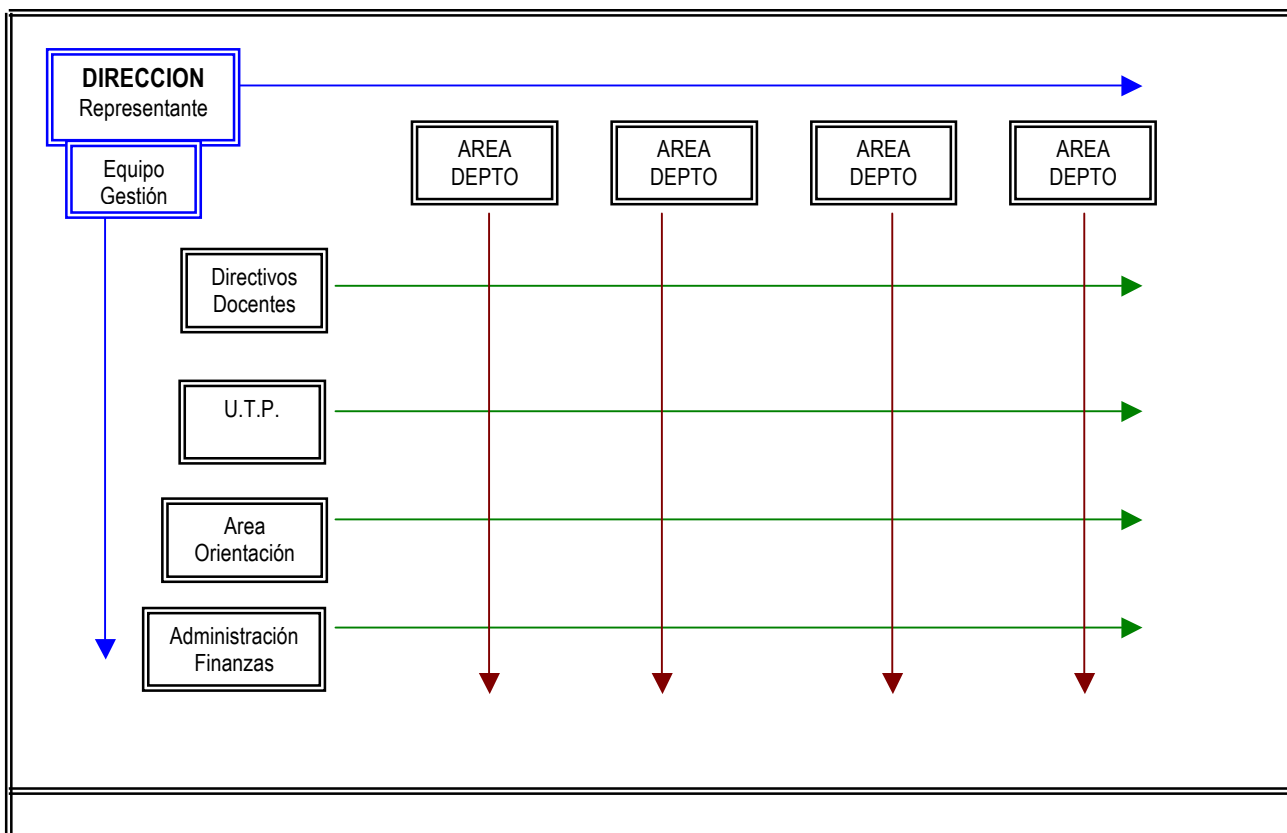 DIRECCION
Representante
Equipo
Gestión
AREA
DEPTO
AREA
DEPTO
AREA
DEPTO
AREA
DEPTO
Directivos
Docentes
U.T.P.
Area
Orientación
Administración
Finanzas